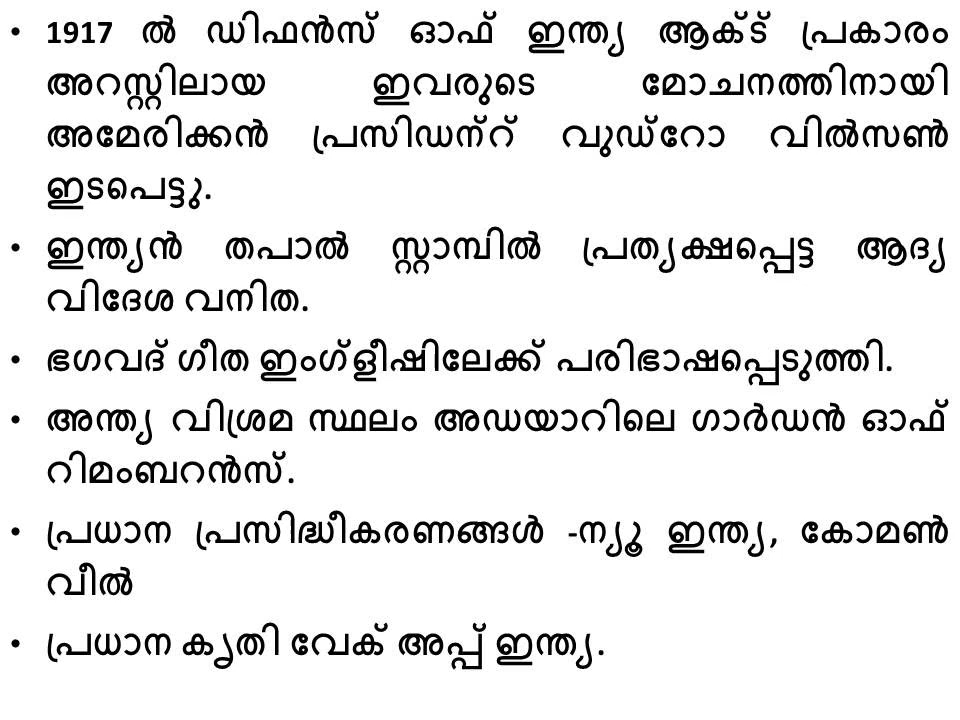 • 1917 ൽ ഡിഫൻസ് ഓഫ് ഇന്ത്യ ആക്ട് പ്രകാരം
അറസ്റ്റിലായ ഇവരുടെ മോചനത്തിനായി
അമേരിക്കൻ പ്രസിഡന്റ് വുഡ്റോ വിൽസൺ
ഇടപെട്ടു.
• ഇന്ത്യൻ തപാൽ സ്റ്റാമ്പിൽ പ്രത്യക്ഷപ്പെട്ട ആദ്യ
വിദേശ വനിത.
• ഭഗവദ് ഗീത ഇംഗ്ളീഷിലേക്ക് പരിഭാഷപ്പെടുത്തി.
• അന്ത്യ വിശ്രമ സ്ഥലം അഡയാറിലെ ഗാർഡൻ ഓഫ്
റിമംബറൻസ്.
• പ്രധാന പ്രസിദ്ധീകരണങ്ങൾ -ന്യൂ ഇന്ത്യ, കോമൺ
വീൽ
• പ്രധാന കൃതി വേക് അപ്പ് ഇന്ത്യ.